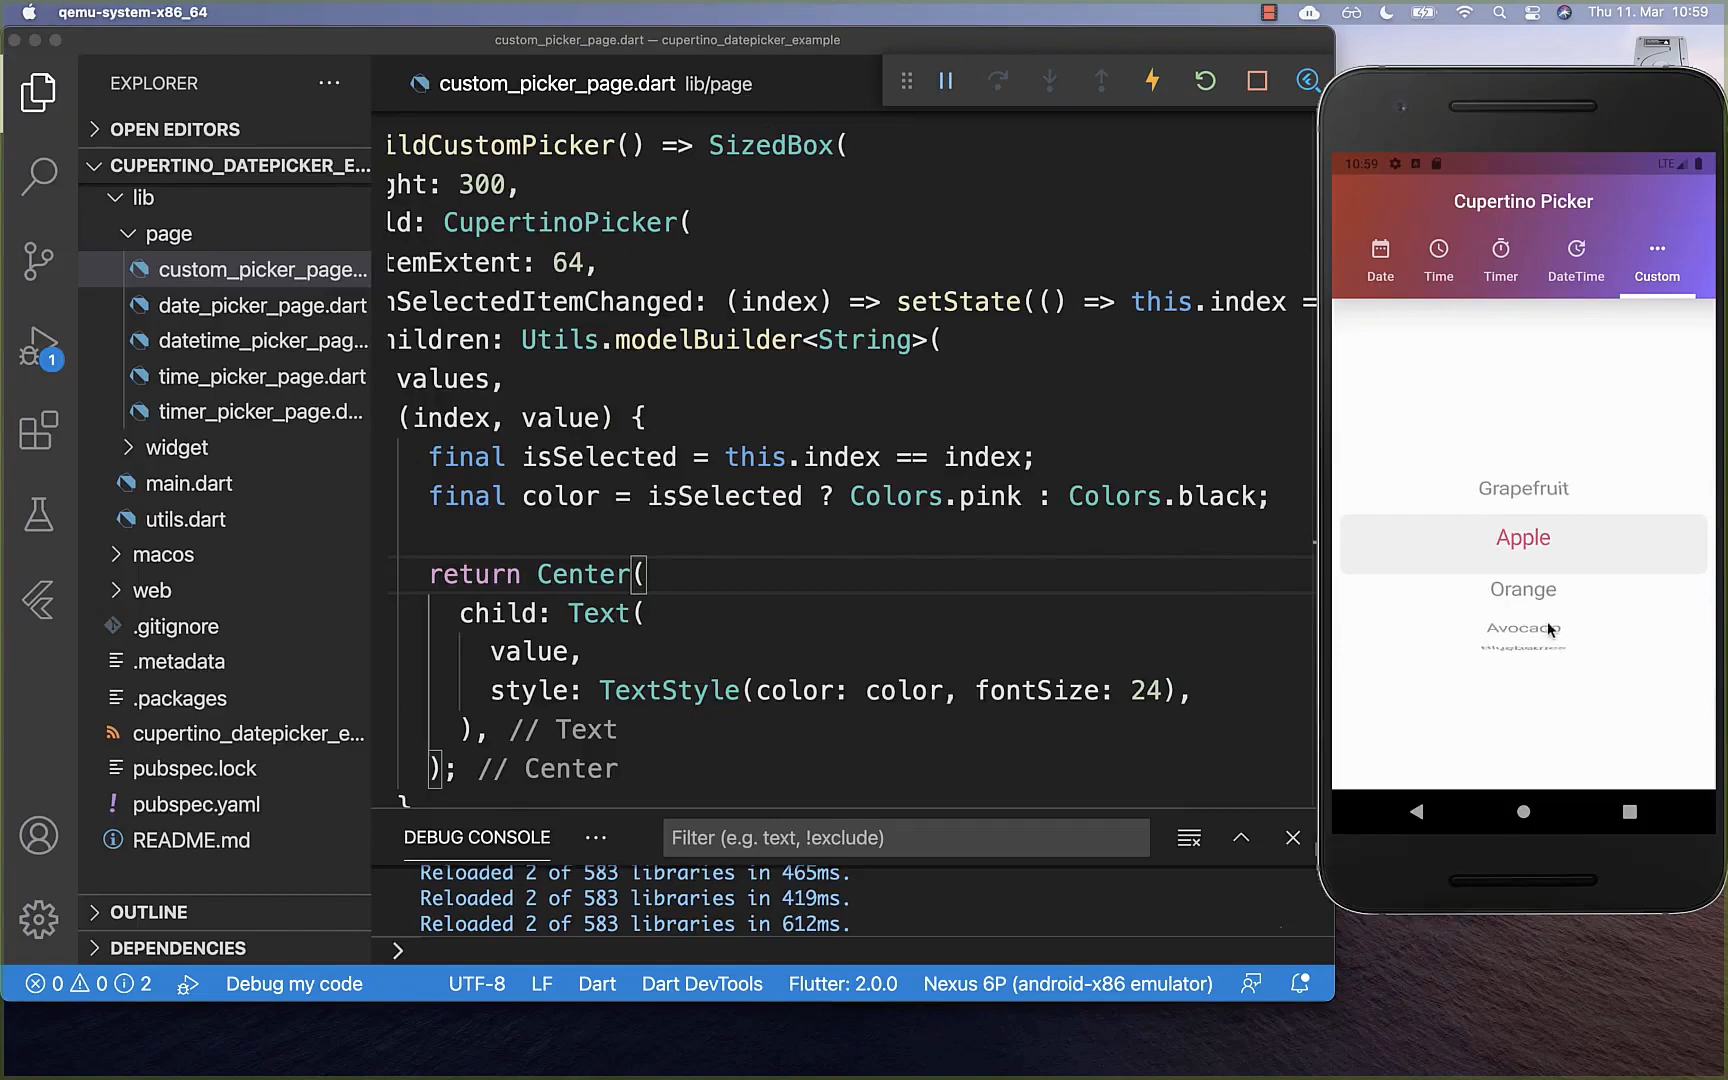 qemu-system-x86_64
Thu 11. Mar 10:59
custom_picker_page.dart — cupertino_datepicker_example
EXPLORER
OPEN EDITORS
CUPERTINO_DATEPICKER_E...
lib
page
custom_picker_page...
date_picker_page.dart
datetime_picker_pag...
time_picker_page.dart
timer_picker_page.d...
widget
main.dart
utils.dart
macos
web
.gitignore
.metadata
.packages
cupertino_datepicker_e...
pubspec.lock
pubspec.yaml
README.md
OUTLINE
DEPENDENCIES
1
custom_picker_page.dart lib/page
ildCustomPicker() => SizedBox(
ght: 300,
ld: CupertinoPicker(
temExtent: 64,
nSelectedItemChanged: (index) => setState(() => this.index =
hildren: Utils.modelBuilder<String>(
values,
(index, value) {
final isSelected = this.index == index;
final color = isSelected ? Colors.pink : Colors.black;
return Center(
child: Text(
value,
style: TextStyle(color: color, fontSize: 24),
), // Text
); // Center
}
DEBUG CONSOLE
Filter (e.g. text, !exclude)
Reloaded 2 of 583 libraries in 465ms.
Reloaded 2 of 583 libraries in 419ms.
Reloaded 2 of 583 libraries in 612ms.
0 0 2 Debug my code UTF-8 LF Dart Dart DevTools Flutter: 2.0.0 Nexus 6P (android-x86 emulator)
10:59 LTE
Cupertino Picker
Date Time Timer DateTime Custom
Grapefruit
Apple
Orange
Avocado